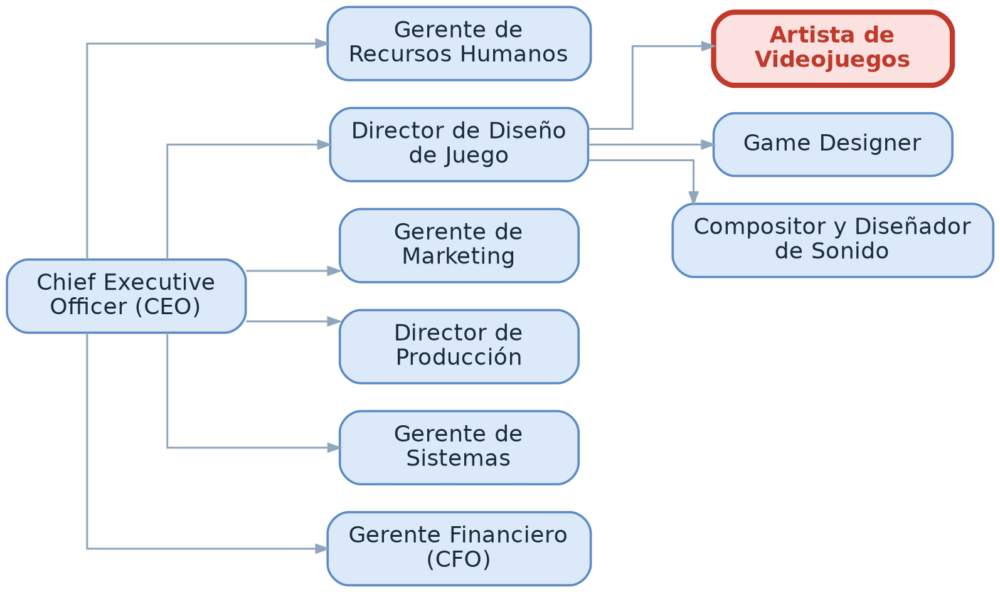 Gerente de
Recursos Humanos
Artista de
Videojuegos
Director de Diseño
de Juego
Game Designer
Gerente de
Marketing
Compositor y Diseñador
de Sonido
Chief Executive
Officer (CEO)
Director de
Producción
Gerente de
Sistemas
Gerente Financiero
(CFO)